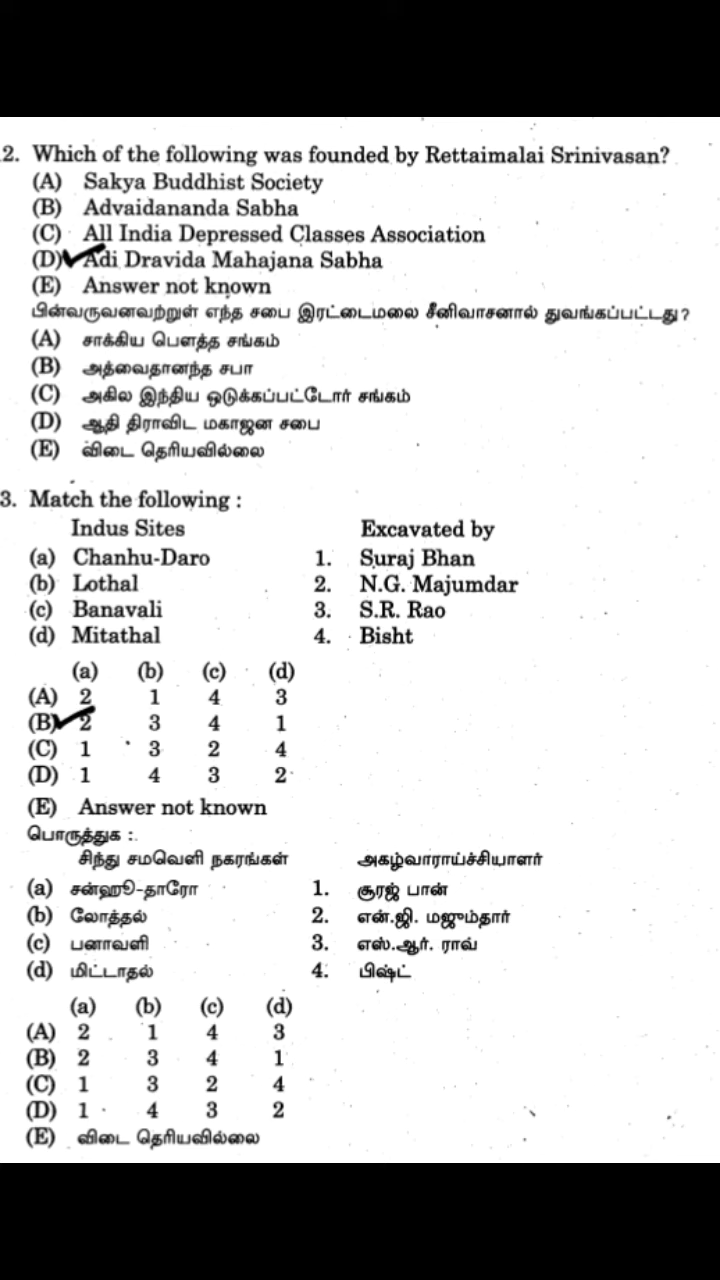 2. Which of the following was founded by Rettaimalai Srinivasan?
(A) Sakya Buddhist Society
(B) Advaidananda Sabha
(C) All India Depressed Classes Association
(D) Adi Dravida Mahajana Sabha
(E) Answer not known
பின்வருவனவற்றுள் எந்த சபை இரட்டைமலை சீனிவாசனால் துவங்கப்பட்டது?
(A) சாக்கிய பௌத்த சங்கம்
(B) அத்வைதானந்த சபா
(C) அகில இந்திய ஒடுக்கப்பட்டோர் சங்கம்
(D) ஆதி திராவிட மகாஜன சபை
(E) விடை தெரியவில்லை
3. Match the following :
Indus Sites Excavated by
(a) Chanhu-Daro 1. Suraj Bhan
(b) Lothal 2. N.G. Majumdar
(c) Banavali 3. S.R. Rao
(d) Mitathal 4. Bisht
(a) (b) (c) (d)
(A) 2 1 4 3
(B) 2 3 4 1
(C) 1 3 2 4
(D) 1 4 3 2
(E) Answer not known
பொருத்துக :
சிந்து சமவெளி நகரங்கள் அகழ்வாராய்ச்சியாளர்
(a) சன்ஹூ-தாரோ 1. சூரஜ் பான்
(b) லோத்தல் 2. என்.ஜி. மஜும்தார்
(c) பனாவளி 3. எஸ்.ஆர். ராவ்
(d) மிட்டாதல் 4. பிஷ்ட்
(a) (b) (c) (d)
(A) 2 1 4 3
(B) 2 3 4 1
(C) 1 3 2 4
(D) 1 4 3 2
(E) விடை தெரியவில்லை